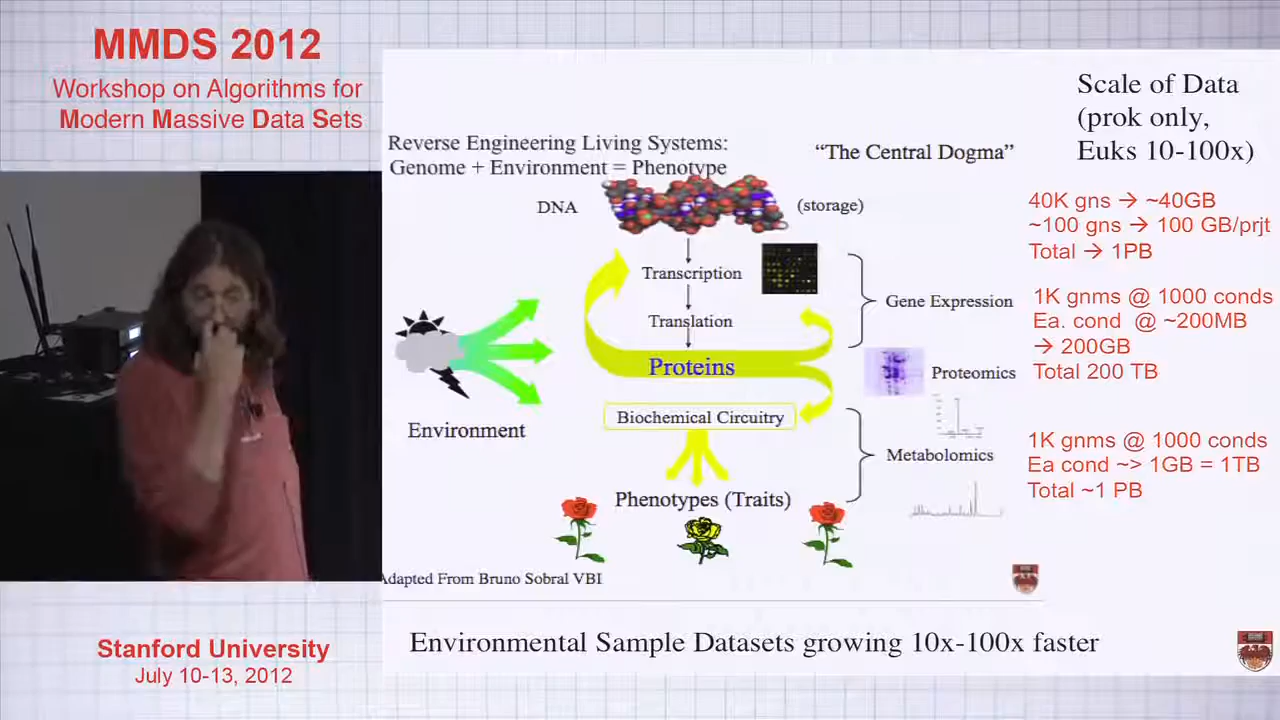 MMDS 2012
Workshop on Algorithms for
Modern Massive Data Sets
Reverse Engineering Living Systems:
Genome + Environment = Phenotype
"The Central Dogma"
Scale of Data
(prok only,
Euks 10-100x)
DNA
(storage)
40K gns → ~40GB
~100 gns → 100 GB/prjt
Total → 1PB
Transcription
Translation
Proteins
Gene Expression
1K gnms @ 1000 conds
Ea. cond @ ~200MB
→ 200GB
Total 200 TB
Proteomics
Environment
Biochemical Circuitry
Metabolomics
1K gnms @ 1000 conds
Ea cond ~> 1GB = 1TB
Total ~1 PB
Phenotypes (Traits)
Adapted From Bruno Sobral VBI
Environmental Sample Datasets growing 10x-100x faster
Stanford University
July 10-13, 2012